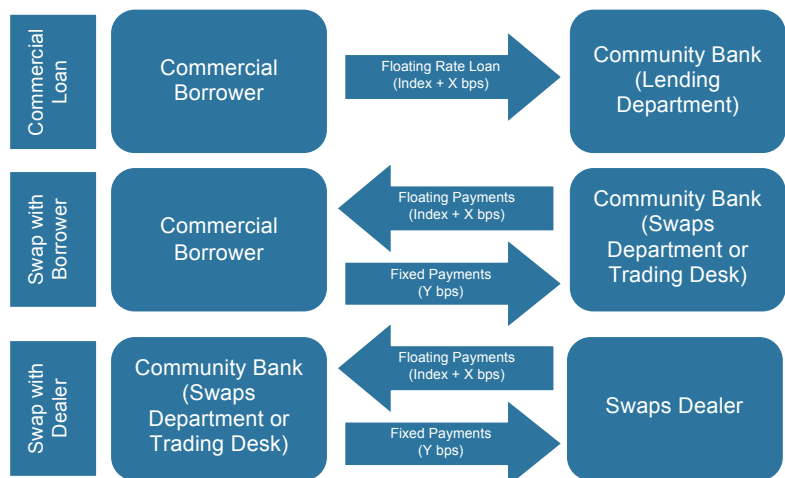 Commercial
Loan
Commercial
Borrower
Floating Rate Loan
(Index + X bps)
Community Bank
(Lending
Department)
Swap with
Borrower
Commercial
Borrower
Floating Payments
(Index + X bps)
Fixed Payments
(Y bps)
Community Bank
(Swaps
Department or
Trading Desk)
Swap with
Dealer
Community Bank
(Swaps
Department or
Trading Desk)
Floating Payments
(Index + X bps)
Fixed Payments
(Y bps)
Swaps Dealer